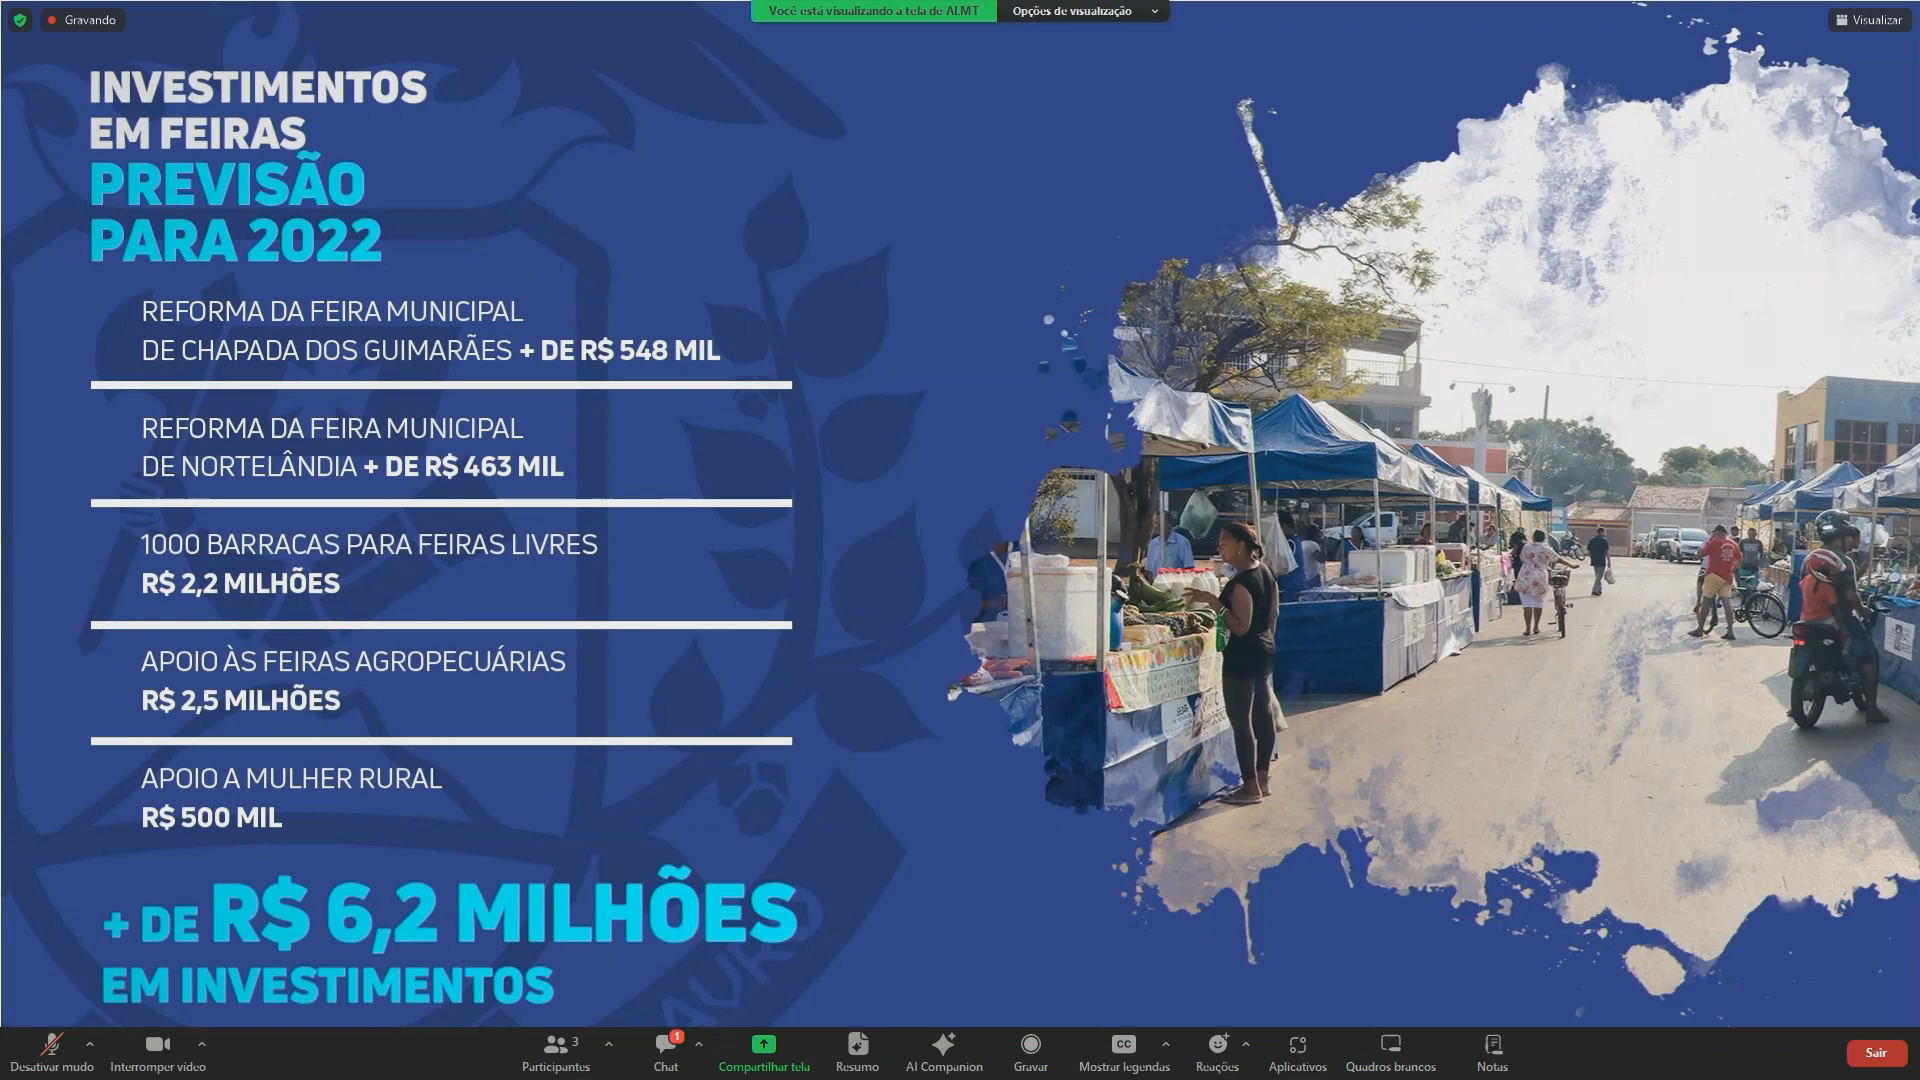 Gravando
Você está visualizando a tela de ALMT
Opções de visualização
Visualizar
INVESTIMENTOS
EM FEIRAS
PREVISÃO
PARA 2022
REFORMA DA FEIRA MUNICIPAL
DE CHAPADA DOS GUIMARÃES + DE R$ 548 MIL
REFORMA DA FEIRA MUNICIPAL
DE NORTELÂNDIA + DE R$ 463 MIL
1000 BARRACAS PARA FEIRAS LIVRES
R$ 2,2 MILHÕES
APOIO ÀS FEIRAS AGROPECUÁRIAS
R$ 2,5 MILHÕES
APOIO A MULHER RURAL
R$ 500 MIL
+ DE R$ 6,2 MILHÕES
EM INVESTIMENTOS
3
1
CC
Desativar mudo
Interromper vídeo
Participantes
Chat
Compartilhar tela
Resumo
AI Companion
Gravar
Mostrar legendas
Reações
Aplicativos
Quadros brancos
Notas
Sair